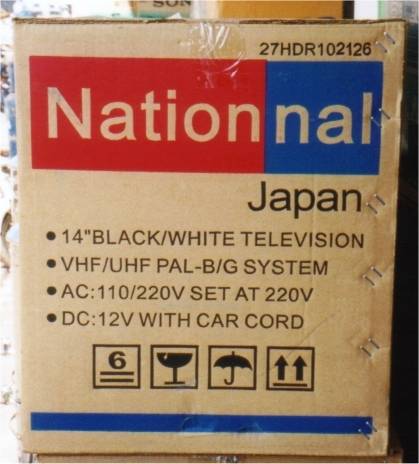 SON
27HDR102126
Nationnal
Japan
• 14"BLACK/WHITE TELEVISION
• VHF/UHF PAL-B/G SYSTEM
• AC:110/220V SET AT 220V
• DC:12V WITH CAR CORD
6